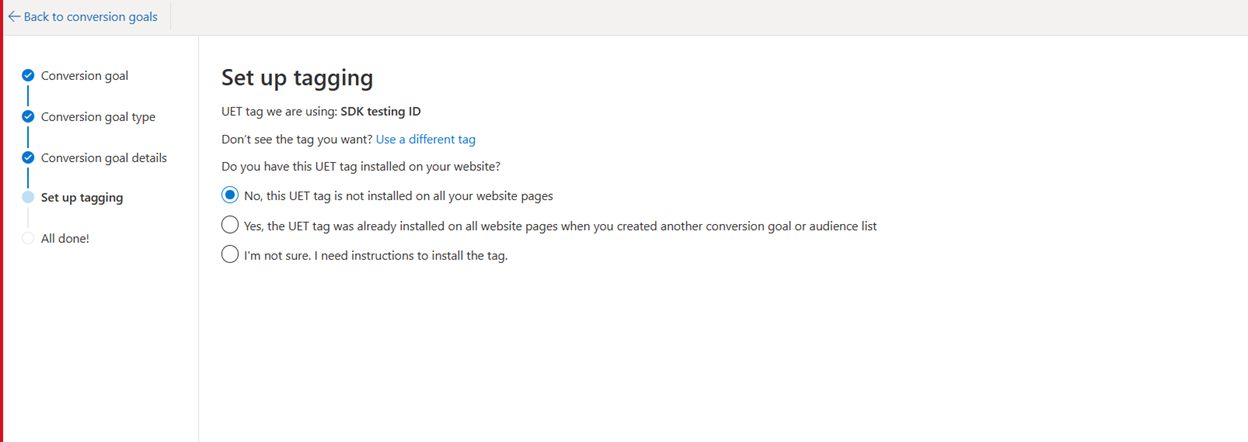 Back to conversion goals
Conversion goal
Conversion goal type
Conversion goal details
Set up tagging
All done!
Set up tagging
UET tag we are using: SDK testing ID
Don't see the tag you want? Use a different tag
Do you have this UET tag installed on your website?
No, this UET tag is not installed on all your website pages
Yes, the UET tag was already installed on all website pages when you created another conversion goal or audience list
I'm not sure. I need instructions to install the tag.